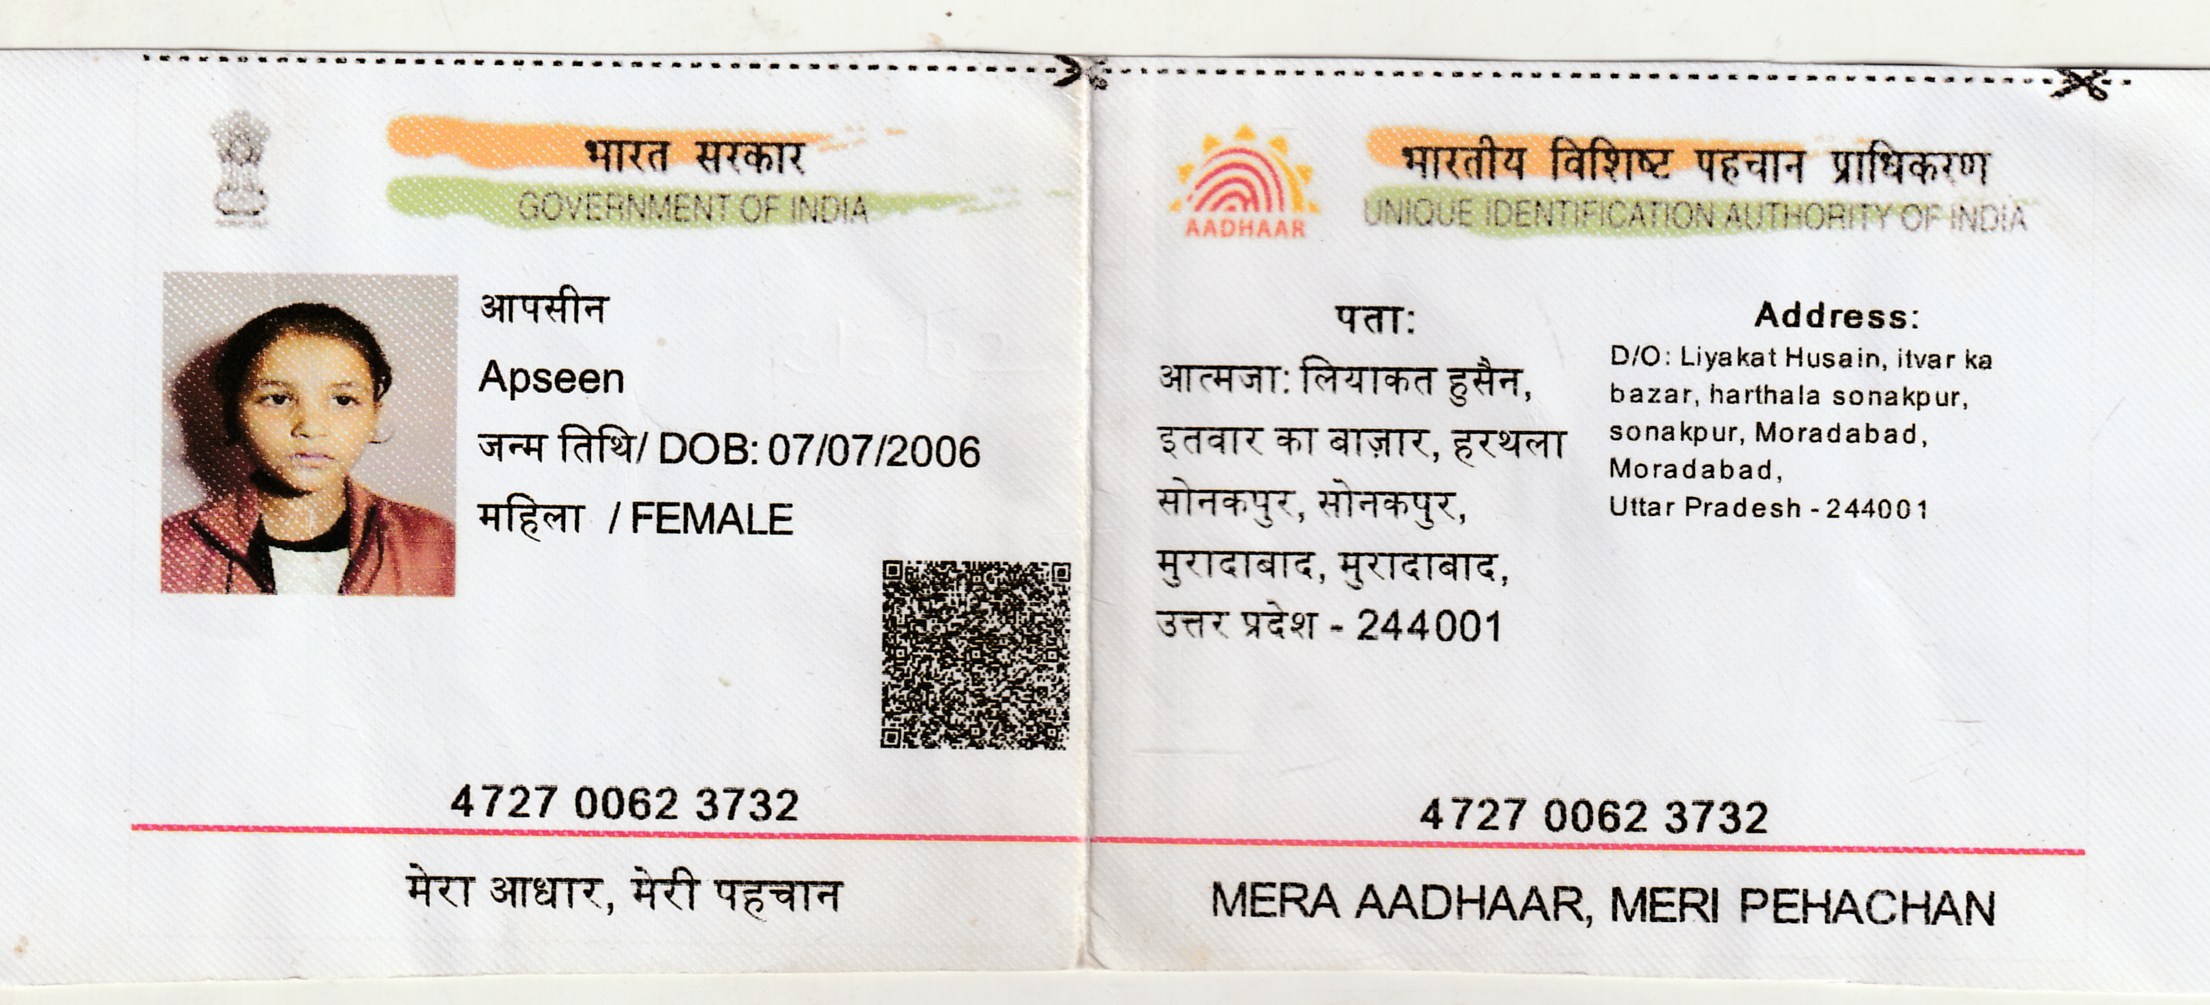 भारत सरकार
GOVERNMENT OF INDIA
आपसीन
Apseen
जन्म तिथि/ DOB: 07/07/2006
महिला / FEMALE
4727 0062 3732
मेरा आधार, मेरी पहचान
AADHAAR
भारतीय विशिष्ट पहचान प्राधिकरण
UNIQUE IDENTIFICATION AUTHORITY OF INDIA
पता:
आत्मजा: लियाकत हुसैन,
इतवार का बाज़ार, हरथला
सोनकपुर, सोनकपुर,
मुरादाबाद, मुरादाबाद,
उत्तर प्रदेश - 244001
Address:
D/O: Liyakat Husain, itvar ka
bazar, harthala sonakpur,
sonakpur, Moradabad,
Moradabad,
Uttar Pradesh - 244001
4727 0062 3732
MERA AADHAAR, MERI PEHACHAN